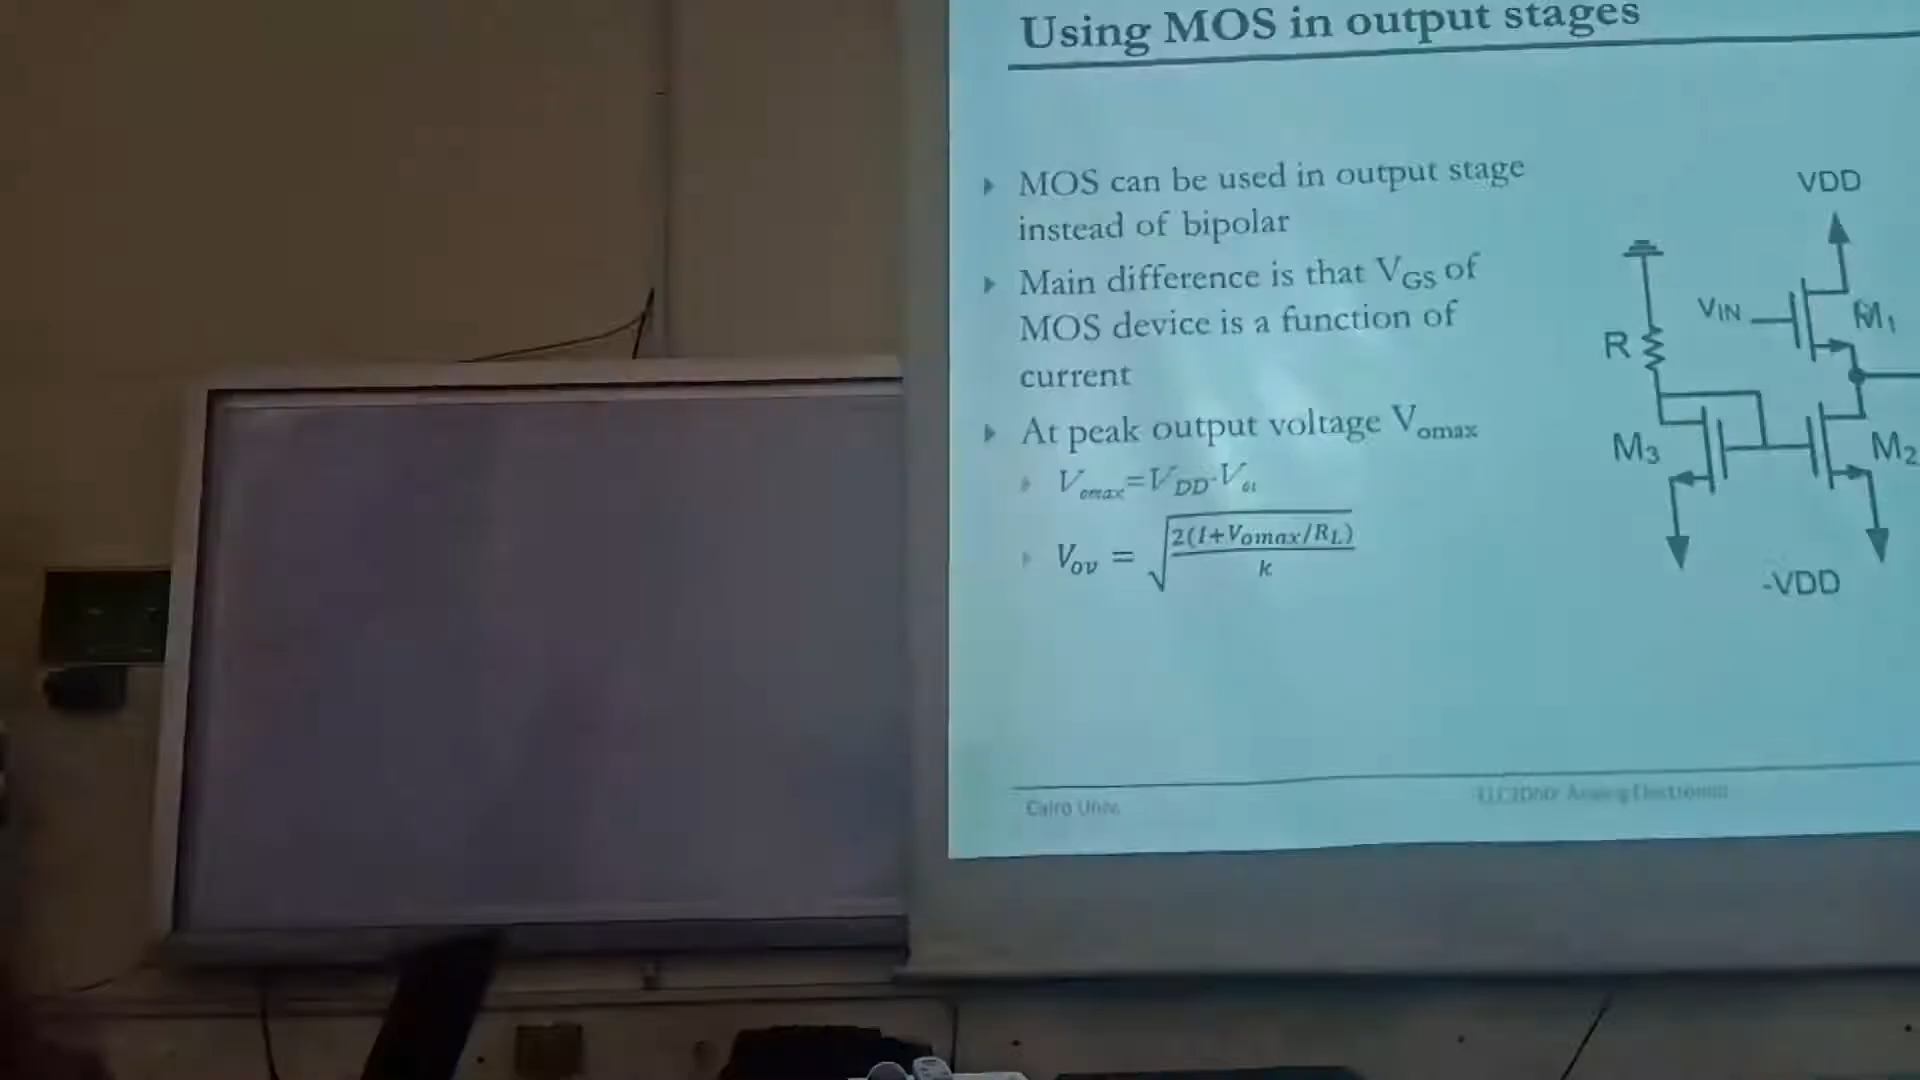 Using MOS in output stages
MOS can be used in output stage
instead of bipolar
Main difference is that VGS of
MOS device is a function of
current
At peak output voltage Vomax
Vomax=VDD-Vov
Vov = √(2(I+Vomax/RL)/k)
VDD
VIN
M1
R
M3
M2
-VDD
Cairo Univ.
Analog Electronics